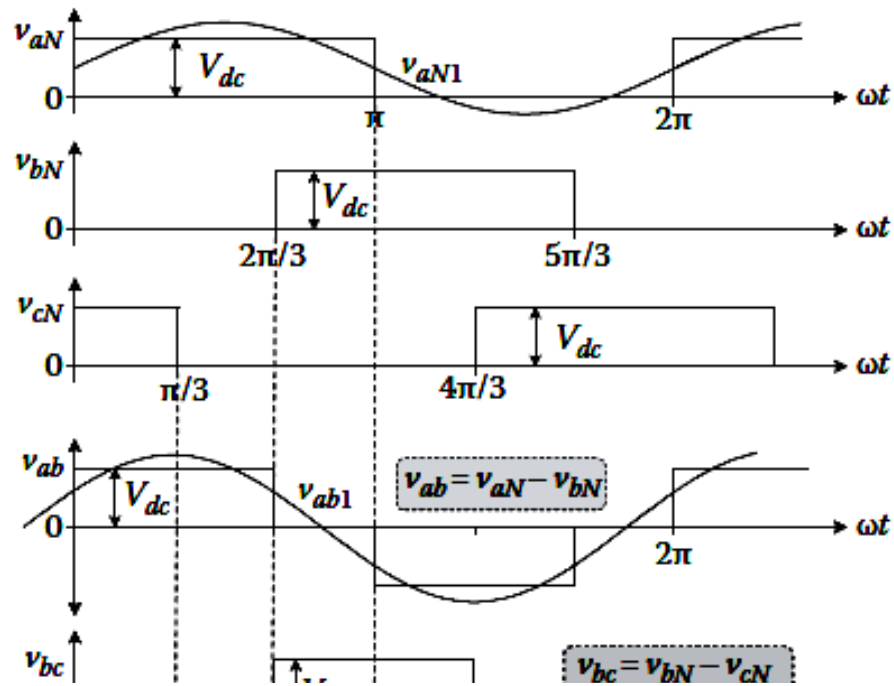 v_aN
V_dc
v_aN1
0
π
2π
ωt
v_bN
V_dc
0
2π/3
5π/3
ωt
v_cN
V_dc
0
π/3
4π/3
ωt
v_ab
V_dc
v_ab1
v_ab = v_aN − v_bN
0
2π
ωt
v_bc
v_bc = v_bN − v_cN